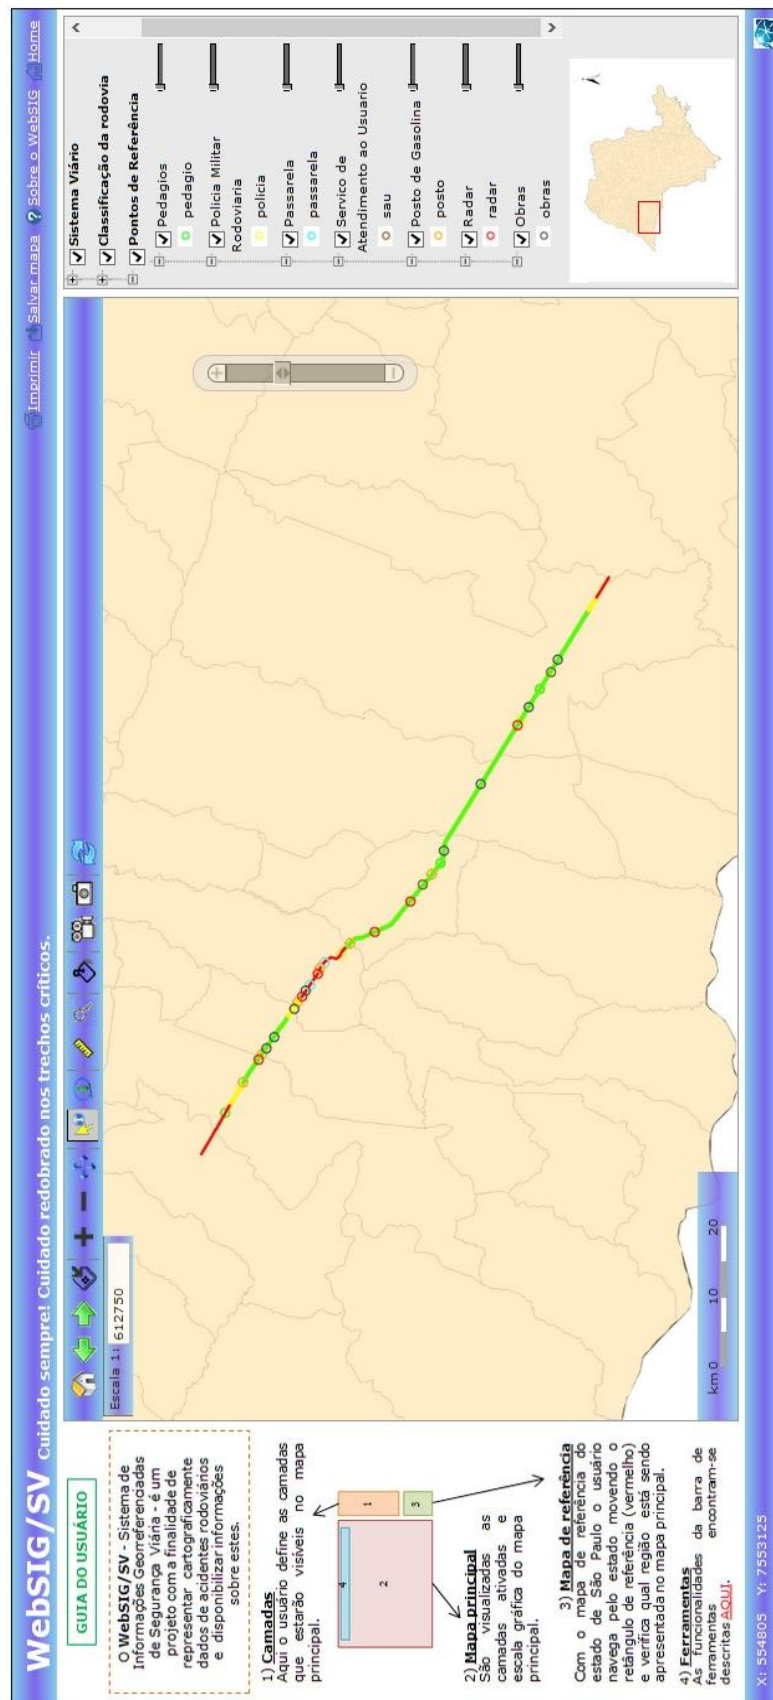 WebSIG/SV Cuidado sempre! Cuidado redobrado nos trechos críticos.
Imprimir Salvar mapa ? Sobre o WebSIG Home
GUIA DO USUÁRIO
O WebSIG/SV - Sistema de
Informações Georreferenciadas
de Segurança Viária - é um
projeto com a finalidade de
representar cartograficamente
dados de acidentes rodoviários
e disponibilizar informações
sobre estes.
1) Camadas
Aqui o usuário define as camadas
que estarão visíveis no mapa
principal.
4
2
1
3
2) Mapa principal
São visualizadas as
camadas ativadas e
escala gráfica do mapa
principal.
3) Mapa de referência
Com o mapa de referência do
estado de São Paulo o usuário
navega pelo estado movendo o
retângulo de referência (vermelho)
e verifica qual região está sendo
apresentada no mapa principal.
4) Ferramentas
As funcionalidades da barra de
ferramentas encontram-se
descritas AQUI.
Escala 1: 612750
km 0 10 20
Sistema Viário
Classificação da rodovia
Pontos de Referência
Pedagios
pedagio
Policia Militar
Rodoviaria
policia
Passarela
passarela
Serviço de
Atendimento ao Usuario
sau
Posto de Gasolina
posto
Radar
radar
Obras
obras
X: 554805 Y: 7553125